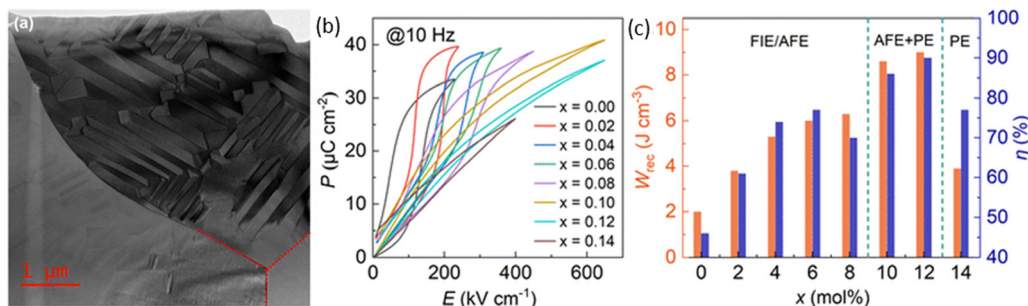 (a)
1 μm
(b)
@10 Hz
P (μC cm⁻²)
40
30
20
10
0
x = 0.00
x = 0.02
x = 0.04
x = 0.06
x = 0.08
x = 0.10
x = 0.12
x = 0.14
0 200 400 600
E (kV cm⁻¹)
(c)
FIE/AFE AFE+PE PE
W_rec (J cm⁻³)
10
8
6
4
2
0
100
90
80
70
60
50
40
η (%)
0 2 4 6 8 10 12 14
x (mol%)